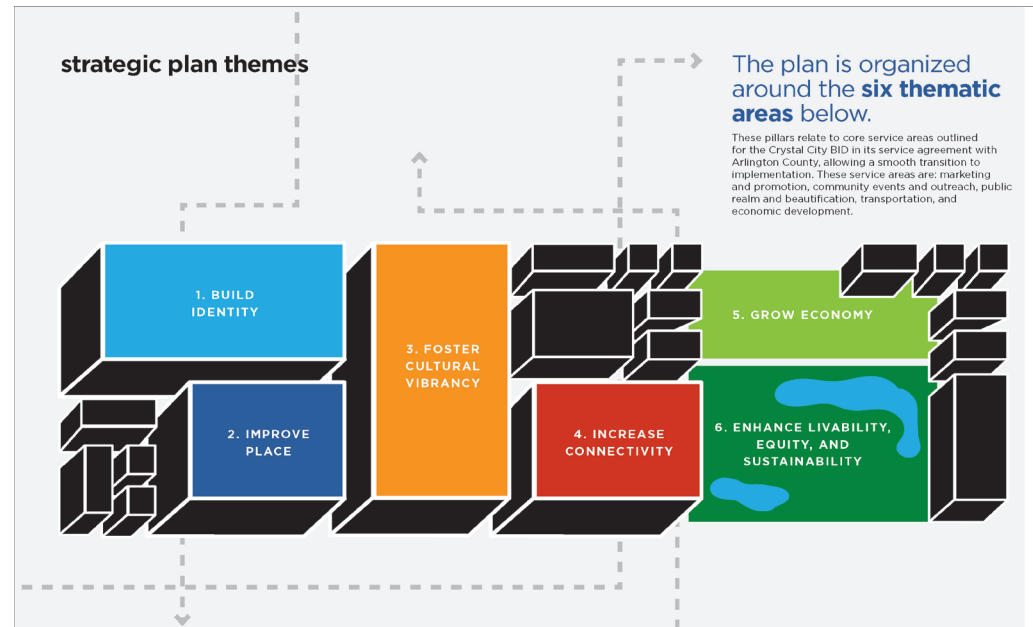 strategic plan themes
The plan is organized
around the six thematic
areas below.
These pillars relate to core service areas outlined
for the Crystal City BID in its service agreement with
Arlington County, allowing a smooth transition to
implementation. These service areas are: marketing
and promotion, community events and outreach, public
realm and beautification, transportation, and
economic development.
1. BUILD
IDENTITY
2. IMPROVE
PLACE
3. FOSTER
CULTURAL
VIBRANCY
4. INCREASE
CONNECTIVITY
5. GROW ECONOMY
6. ENHANCE LIVABILITY,
EQUITY, AND
SUSTAINABILITY